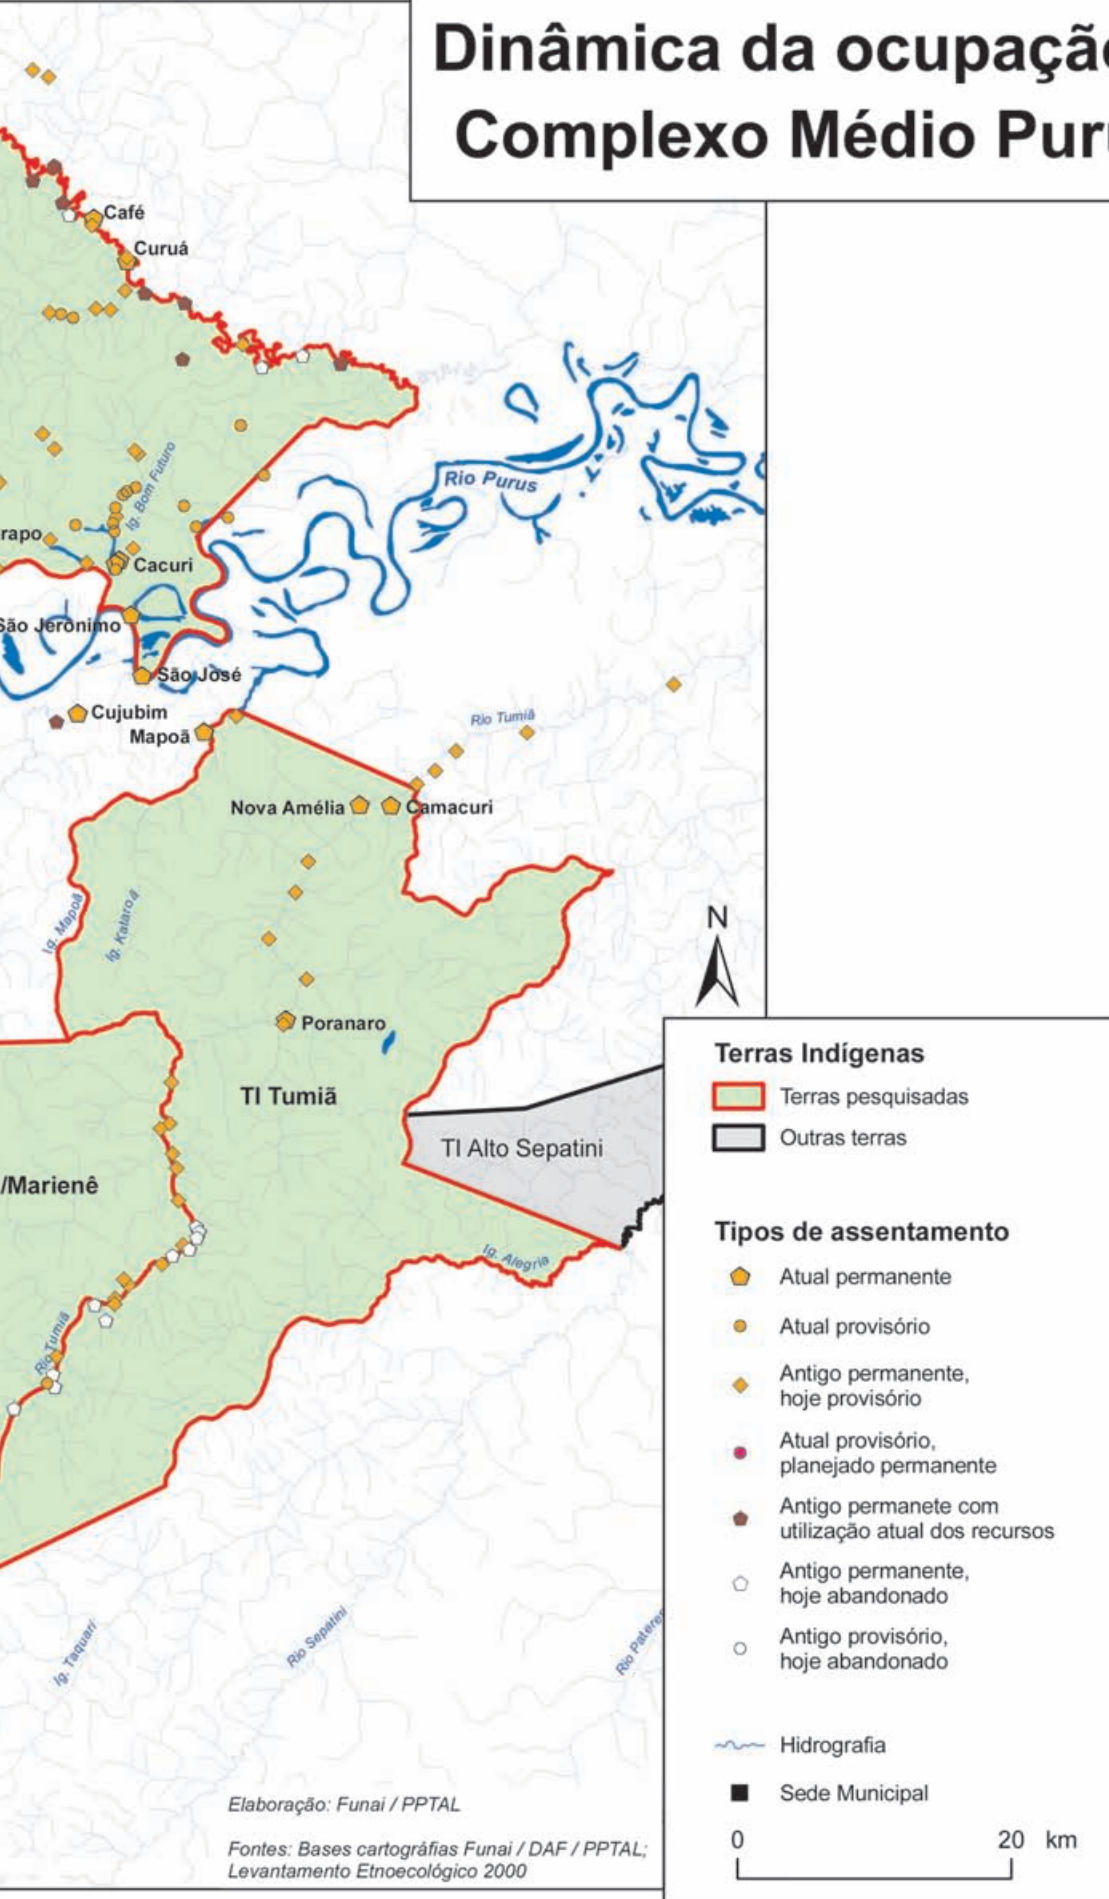 Dinâmica da ocupação
Complexo Médio Puru
Café
Curuá
Ig. Bom Futuro
Rio Purus
rapo
Cacuri
São Jerônimo
São José
Cujubim
Mapoã
Rio Tumiã
Nova Amélia
Camacuri
Ig. Mapoã
Ig. Kataroã
N
Poranaro
TI Tumiã
TI Alto Sepatini
/Marienê
Ig. Alegria
Rio Tumiã
Ig. Taquari
Rio Sepatini
Rio Paterer
Terras Indígenas
Terras pesquisadas
Outras terras
Tipos de assentamento
Atual permanente
Atual provisório
Antigo permanente,
hoje provisório
Atual provisório,
planejado permanente
Antigo permanete com
utilização atual dos recursos
Antigo permanente,
hoje abandonado
Antigo provisório,
hoje abandonado
Hidrografia
Sede Municipal
0 20 km
Elaboração: Funai / PPTAL
Fontes: Bases cartográfias Funai / DAF / PPTAL;
Levantamento Etnoecológico 2000